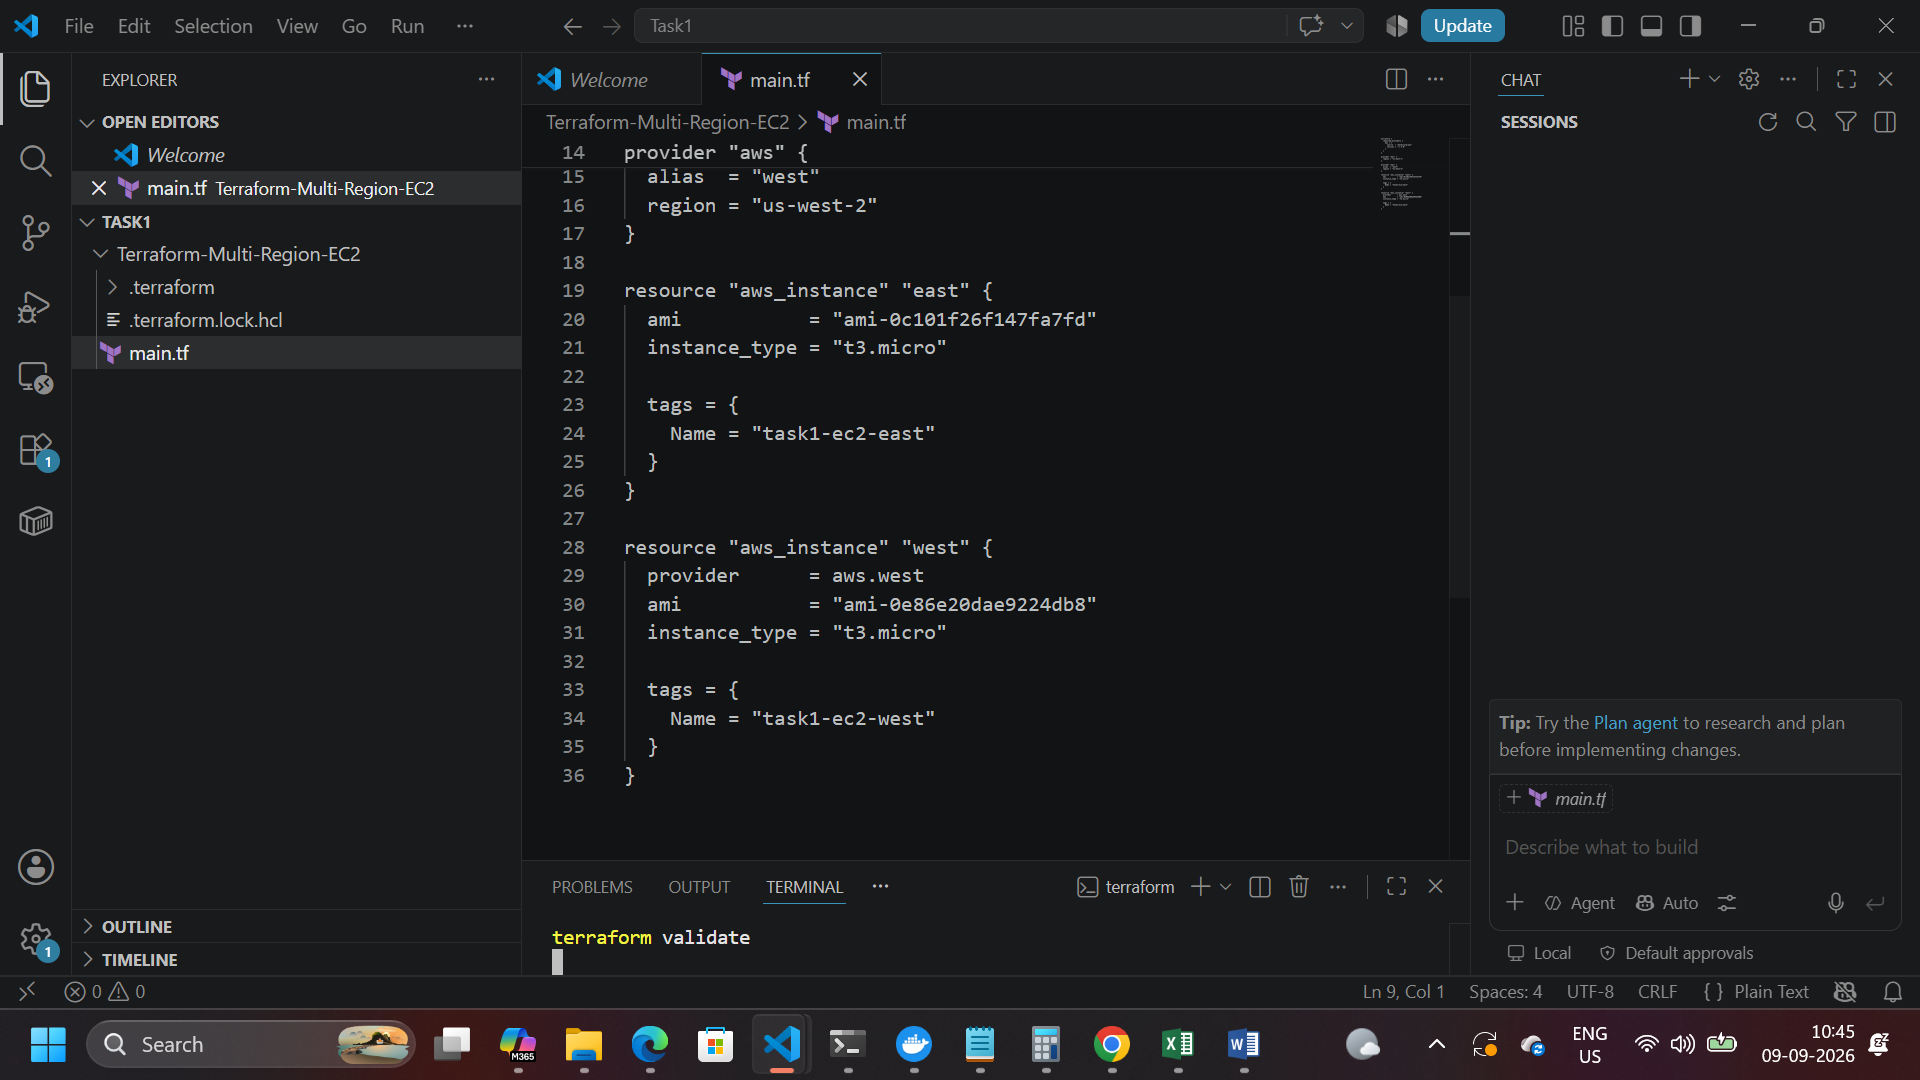 File Edit Selection View Go Run
Task1
Update
EXPLORER
OPEN EDITORS
Welcome
main.tf Terraform-Multi-Region-EC2
TASK1
Terraform-Multi-Region-EC2
.terraform
.terraform.lock.hcl
main.tf
OUTLINE
TIMELINE
Welcome
main.tf
Terraform-Multi-Region-EC2 > main.tf
14 provider "aws" {
15 alias = "west"
16 region = "us-west-2"
17 }
18
19 resource "aws_instance" "east" {
20 ami = "ami-0c101f26f147fa7fd"
21 instance_type = "t3.micro"
22
23 tags = {
24 Name = "task1-ec2-east"
25 }
26 }
27
28 resource "aws_instance" "west" {
29 provider = aws.west
30 ami = "ami-0e86e20dae9224db8"
31 instance_type = "t3.micro"
32
33 tags = {
34 Name = "task1-ec2-west"
35 }
36 }
PROBLEMS OUTPUT TERMINAL
terraform
terraform validate
CHAT
SESSIONS
Tip: Try the Plan agent to research and plan
before implementing changes.
main.tf
Describe what to build
Agent Auto
Local Default approvals
1
1
0 0
Ln 9, Col 1 Spaces: 4 UTF-8 CRLF { } Plain Text
Search
M365
ENG
US
10:45
09-09-2026